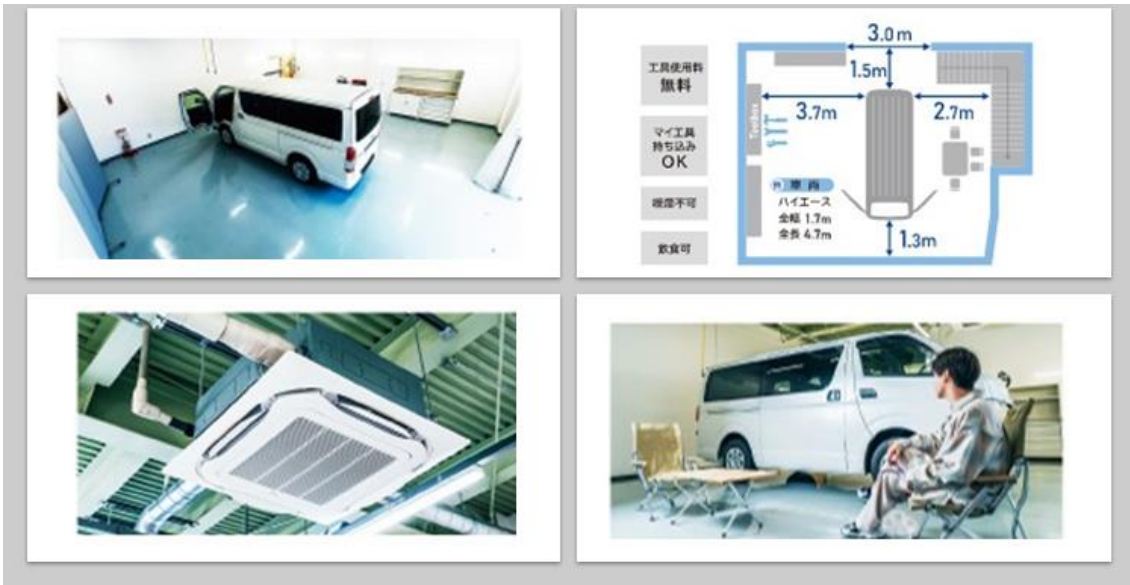 工具使用料
無料
マイ工具
持ち込み
OK
喫煙不可
飲食可
3.0m
1.5m
3.7m
2.7m
Toolbox
例 車両
ハイエース
全幅 1.7m
全長 4.7m
1.3m